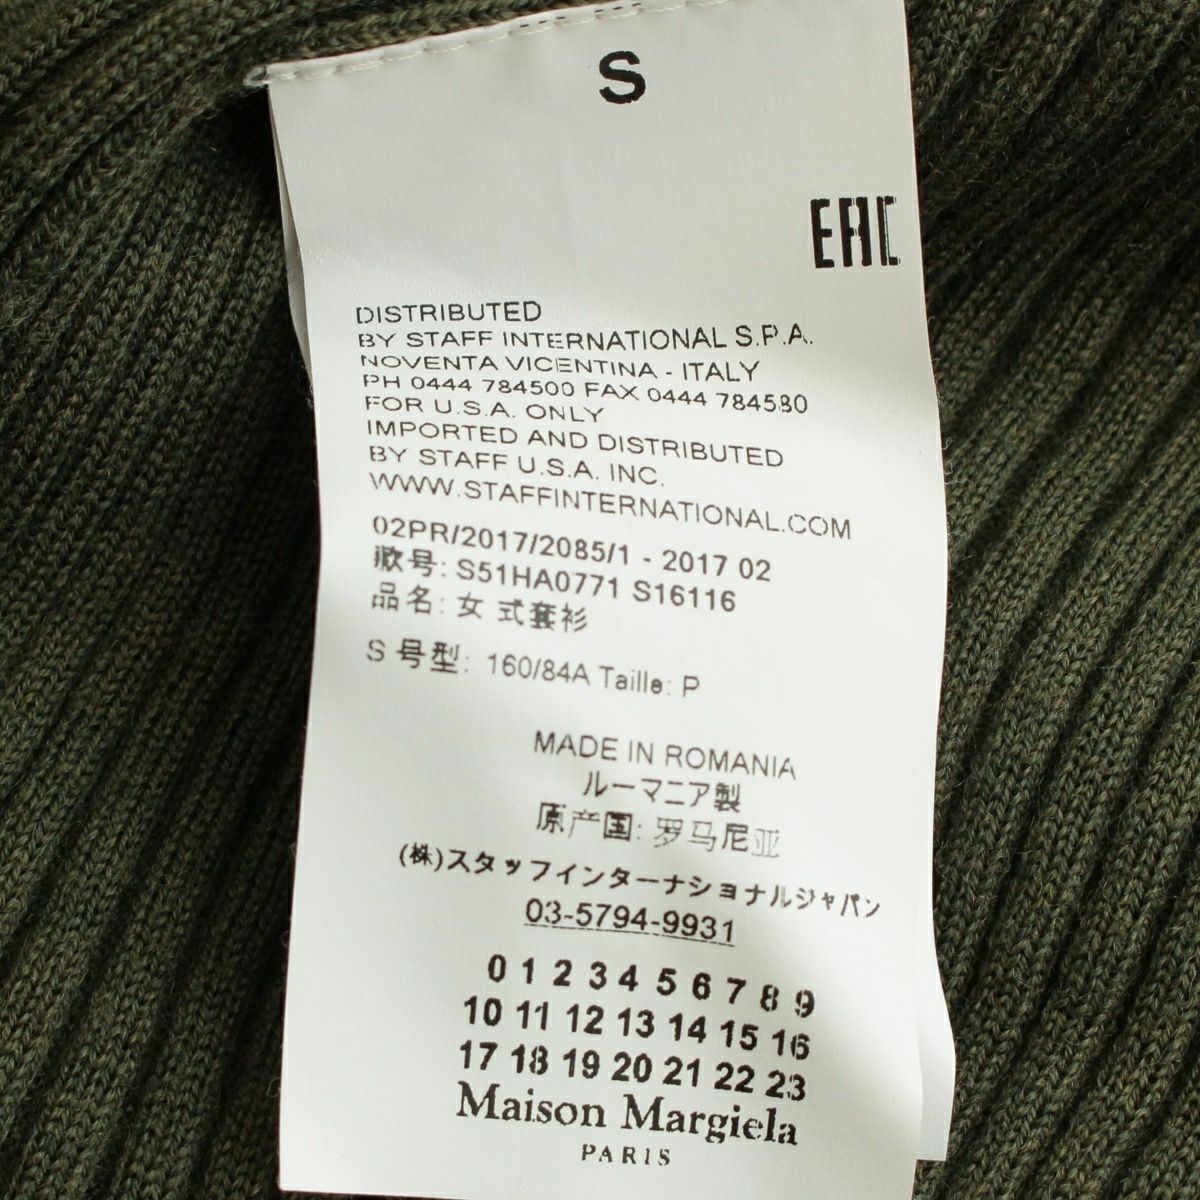 S
EAC
DISTRIBUTED
BY STAFF INTERNATIONAL S.P.A.
NOVENTA VICENTINA - ITALY
PH 0444 784500 FAX 0444 784580
FOR U.S.A. ONLY
IMPORTED AND DISTRIBUTED
BY STAFF U.S.A. INC.
WWW.STAFFINTERNATIONAL.COM
02PR/2017/2085/1 - 2017 02
款号: S51HA0771 S16116
品名: 女 式套衫
S 号型: 160/84A Taille: P
MADE IN ROMANIA
ルーマニア製
原产国: 罗马尼亚
(株)スタッフインターナショナルジャパン
03-5794-9931
0 1 2 3 4 5 6 7 8 9
10 11 12 13 14 15 16
17 18 19 20 21 22 23
Maison Margiela
PARIS